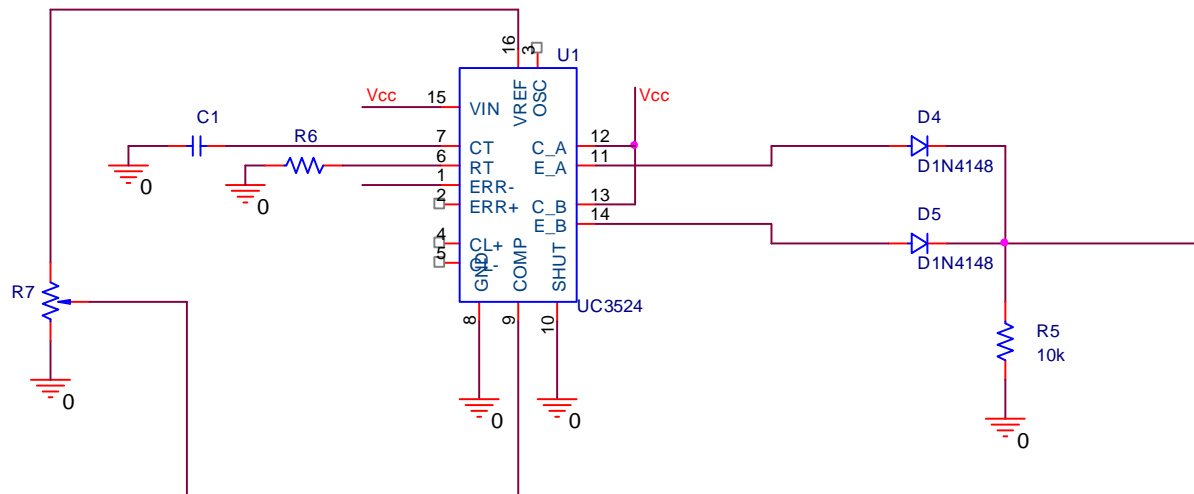 16
3
U1
VREF
OSC
Vcc
15
VIN
Vcc
C1
7
CT
C_A
12
D4
R6
6
RT
E_A
11
D1N4148
0
1
ERR-
0
2
ERR+
C_B
13
D5
E_B
14
4
CL+
D1N4148
5
CL-
GND
COMP
SHUT
R7
UC3524
8
9
10
R5
10k
0
0
0
0